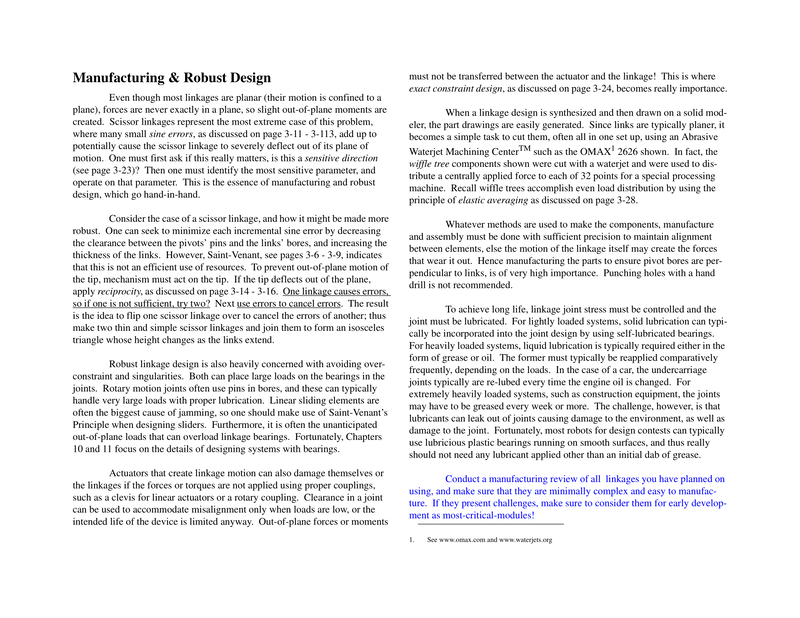 Manufacturing & Robust Design
Even though most linkages are planar (their motion is confined to a
plane), forces are never exactly in a plane, so slight out-of-plane moments are
created.  Scissor linkages represent the most extreme case of this problem,
where many small sine errors, as discussed on page 3-11 - 3-113, add up to
potentially cause the scissor linkage to severely deflect out of its plane of
motion.  One must first ask if this really matters, is this a sensitive direction
(see page 3-23)?  Then one must identify the most sensitive parameter, and
operate on that parameter.  This is the essence of manufacturing and robust
design, which go hand-in-hand.
Consider the case of a scissor linkage, and how it might be made more
robust.  One can seek to minimize each incremental sine error by decreasing
the clearance between the pivots' pins and the links' bores, and increasing the
thickness of the links.  However, Saint-Venant, see pages 3-6 - 3-9, indicates
that this is not an efficient use of resources.  To prevent out-of-plane motion of
the tip, mechanism must act on the tip.  If the tip deflects out of the plane,
apply reciprocity, as discussed on page 3-14 - 3-16.  One linkage causes errors,
so if one is not sufficient, try two?  Next use errors to cancel errors.  The result
is the idea to flip one scissor linkage over to cancel the errors of another; thus
make two thin and simple scissor linkages and join them to form an isosceles
triangle whose height changes as the links extend.
Robust linkage design is also heavily concerned with avoiding over-
constraint and singularities.  Both can place large loads on the bearings in the
joints.  Rotary motion joints often use pins in bores, and these can typically
handle very large loads with proper lubrication.  Linear sliding elements are
often the biggest cause of jamming, so one should make use of Saint-Venant's
Principle when designing sliders.  Furthermore, it is often the unanticipated
out-of-plane loads that can overload linkage bearings.  Fortunately, Chapters
10 and 11 focus on the details of designing systems with bearings.
Actuators that create linkage motion can also damage themselves or
the linkages if the forces or torques are not applied using proper couplings,
such as a clevis for linear actuators or a rotary coupling.  Clearance in a joint
can be used to accommodate misalignment only when loads are low, or the
intended life of the device is limited anyway.  Out-of-plane forces or moments
must not be transferred between the actuator and the linkage!  This is where
exact constraint design, as discussed on page 3-24, becomes really importance.
When a linkage design is synthesized and then drawn on a solid mod-
eler, the part drawings are easily generated.  Since links are typically planer, it
becomes a simple task to cut them, often all in one set up, using an Abrasive
Waterjet Machining CenterTM such as the OMAX1 2626 shown.  In fact, the
wiffle tree components shown were cut with a waterjet and were used to dis-
tribute a centrally applied force to each of 32 points for a special processing
machine.  Recall wiffle trees accomplish even load distribution by using the
principle of elastic averaging as discussed on page 3-28.
Whatever methods are used to make the components, manufacture
and assembly must be done with sufficient precision to maintain alignment
between elements, else the motion of the linkage itself may create the forces
that wear it out.  Hence manufacturing the parts to ensure pivot bores are per-
pendicular to links, is of very high importance.  Punching holes with a hand
drill is not recommended.
To achieve long life, linkage joint stress must be controlled and the
joint must be lubricated.  For lightly loaded systems, solid lubrication can typi-
cally be incorporated into the joint design by using self-lubricated bearings.
For heavily loaded systems, liquid lubrication is typically required either in the
form of grease or oil.  The former must typically be reapplied comparatively
frequently, depending on the loads.  In the case of a car, the undercarriage
joints typically are re-lubed every time the engine oil is changed.  For
extremely heavily loaded systems, such as construction equipment, the joints
may have to be greased every week or more.  The challenge, however, is that
lubricants can leak out of joints causing damage to the environment, as well as
damage to the joint.  Fortunately, most robots for design contests can typically
use lubricious plastic bearings running on smooth surfaces, and thus really
should not need any lubricant applied other than an initial dab of grease.
Conduct a manufacturing review of all  linkages you have planned on
using, and make sure that they are minimally complex and easy to manufac-
ture.  If they present challenges, make sure to consider them for early develop-
ment as most-critical-modules!
1. See www.omax.com and www.waterjets.org